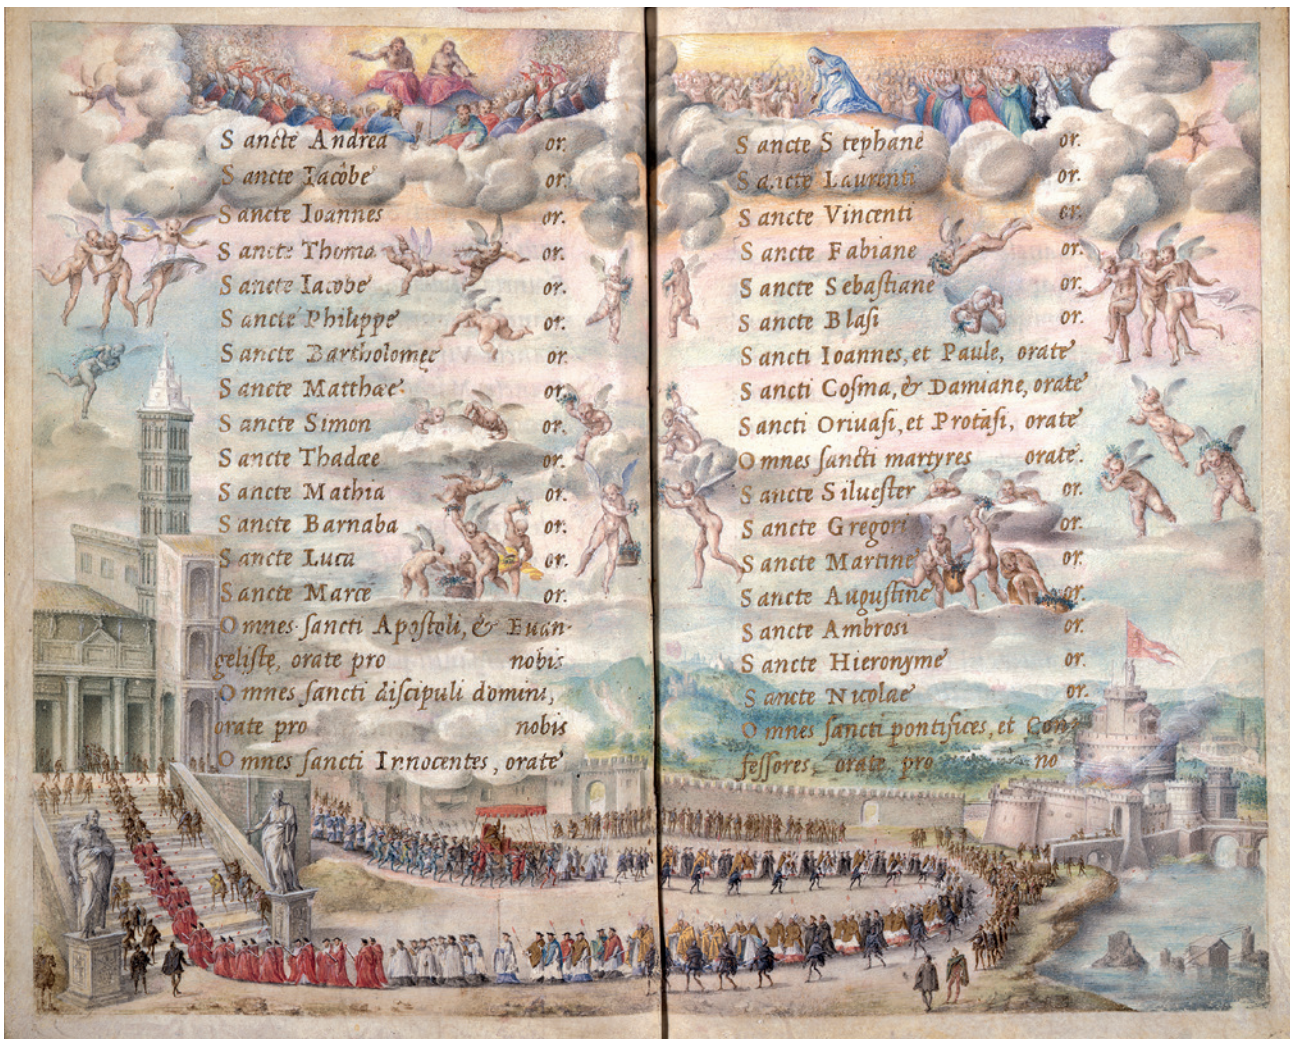 Sancte Andrea or.
Sancte Iacôbe or.
Sancte Ioannes or.
Sancte Thoma or.
Sancte Iacobe or.
Sancte Philippe or.
Sancte Bartholomęe or.
Sancte Matthæe or.
Sancte Simon or.
Sancte Thadæe or.
Sancte Mathia or.
Sancte Barnaba or.
Sancte Luca or.
Sancte Marce or.
Omnes sancti Apostoli, & Euan-
geliste, orate pro nobis
Omnes sancti discipuli domini,
orate pro nobis
Omnes sancti Innocentes, orate
Sancte Stephane or.
Sancte Laurenti or.
Sancte Vincenti or.
Sancte Fabiane or.
Sancte Sebastiane or.
Sancte Blasi or.
Sancti Ioannes, et Paule, orate
Sancti Cosma, & Damiane, orate
Sancti Oriuasi, et Protasi, orate
Omnes sancti martyres orate.
Sancte Siluester or.
Sancte Gregori or.
Sancte Martine or.
Sancte Augustine or.
Sancte Ambrosi or.
Sancte Hieronyme or.
Sancte Nicolae or.
Omnes sancti pontifices, et Con-
fessores, orate pro no